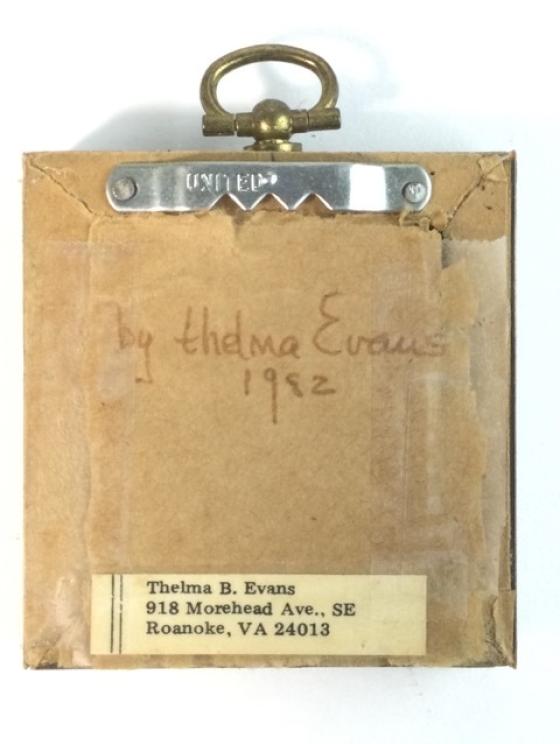 UNITED
by thelma Evans
1982
Thelma B. Evans
918 Morehead Ave., SE
Roanoke, VA 24013